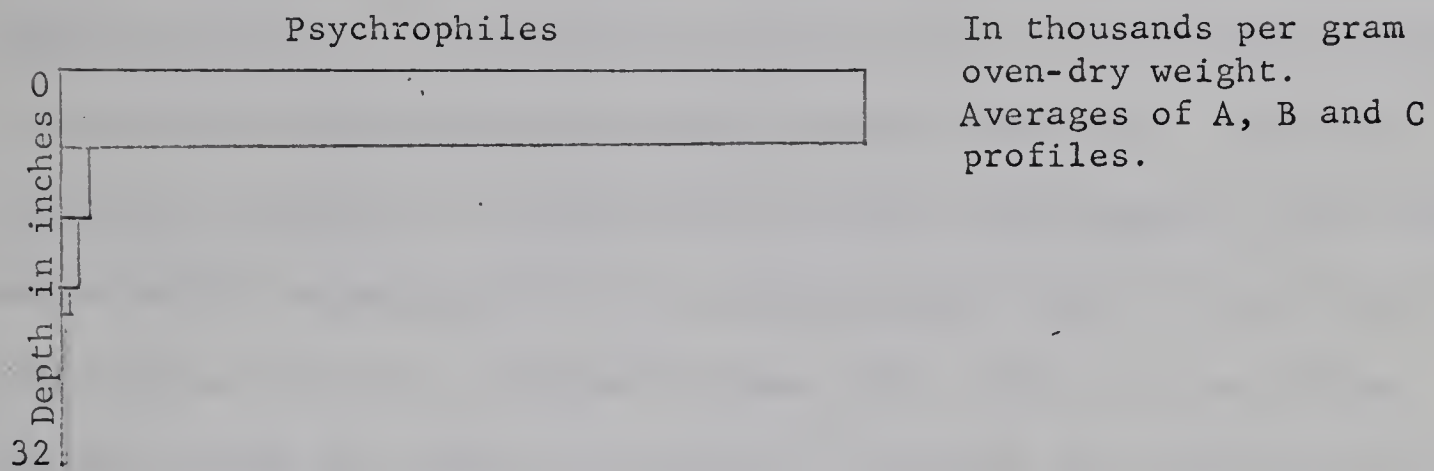 Psychrophiles
In thousands per gram
oven-dry weight.
Averages of A, B and C
profiles.
0
Depth in inches
32